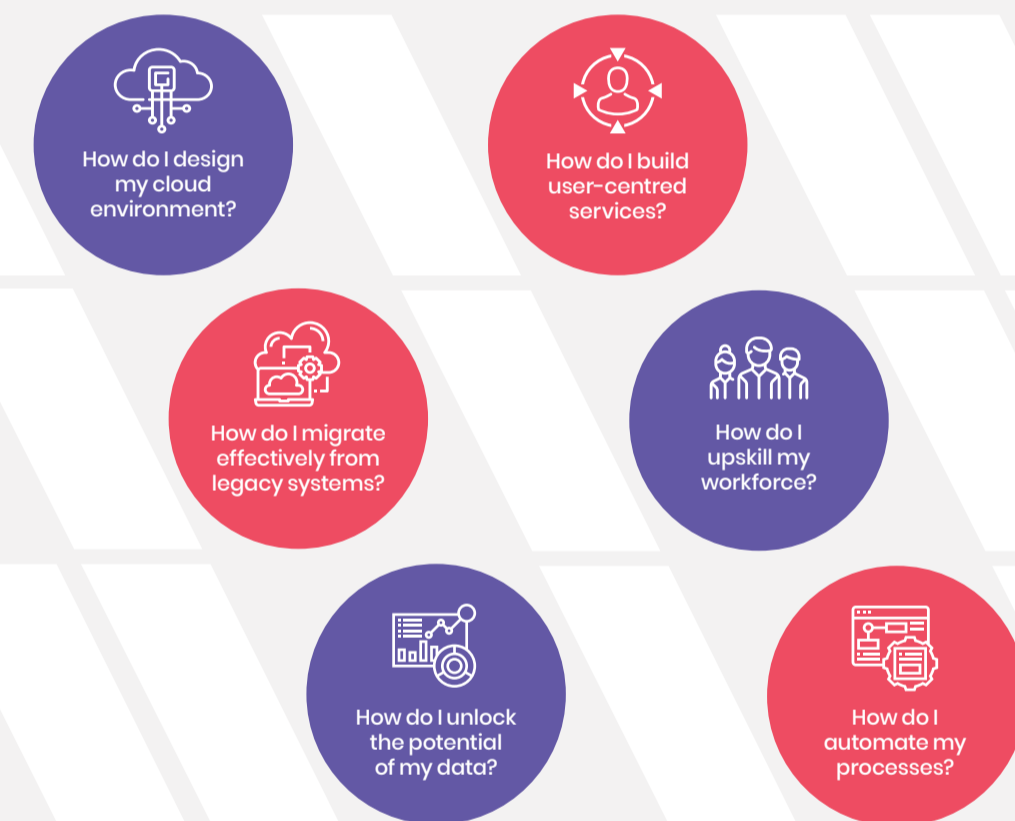 How do I design
my cloud
environment?
How do I build
user-centred
services?
How do I migrate
effectively from
legacy systems?
How do I
upskill my
workforce?
How do I unlock
the potential
of my data?
How do I
automate my
processes?